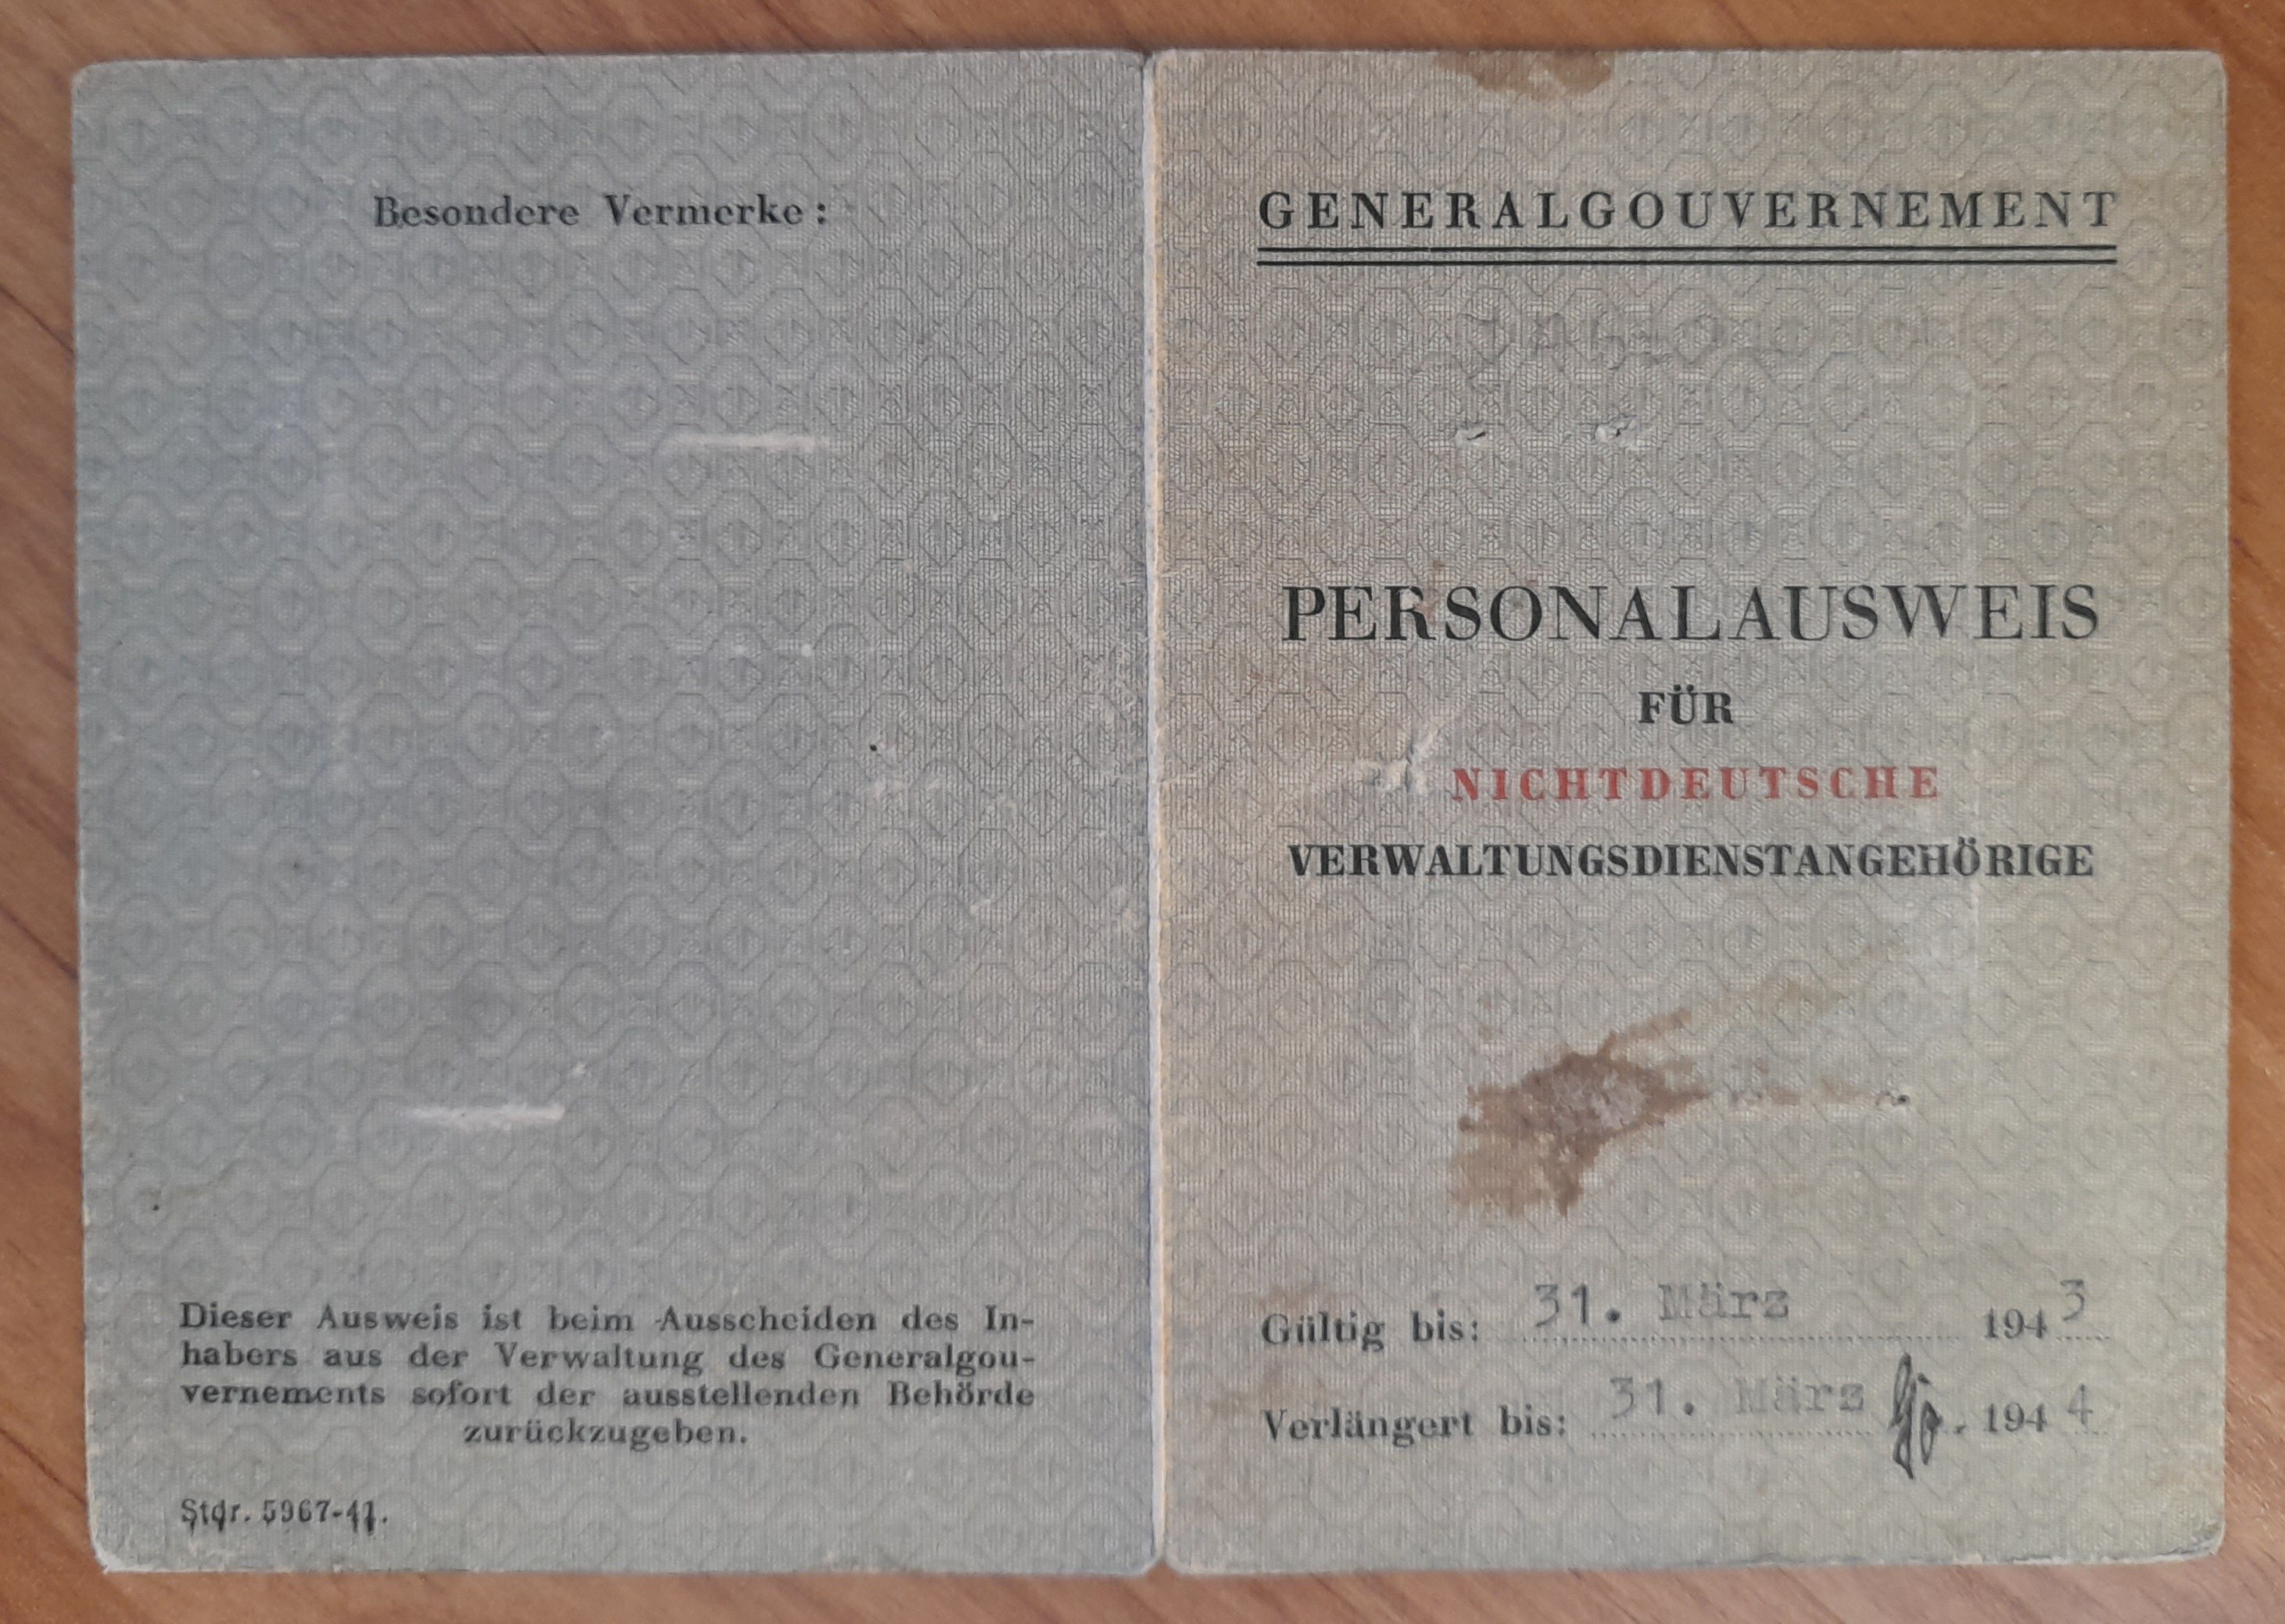 Besondere Vermerke:
Dieser Ausweis ist beim Ausscheiden des In-
habers aus der Verwaltung des Generalgou-
vernements sofort der ausstellenden Behörde
zurückzugeben.
Stdr. 5967-41.
GENERALGOUVERNEMENT
PERSONALAUSWEIS
FÜR
NICHTDEUTSCHE
VERWALTUNGSDIENSTANGEHÖRIGE
Gültig bis: 31. März 1943
Verlängert bis: 31. März 1944